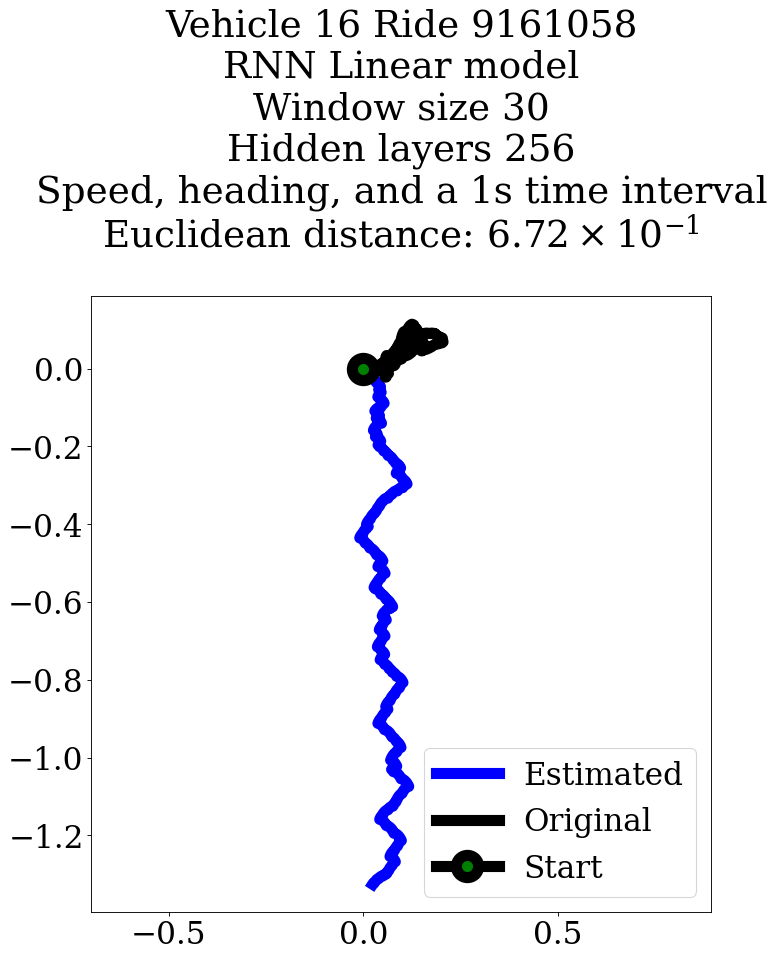 Vehicle 16 Ride 9161058
RNN Linear model
Window size 30
Hidden layers 256
Speed, heading, and a 1s time interval
Euclidean distance: 6.72 × 10⁻¹
0.0
−0.2
−0.4
−0.6
−0.8
−1.0
−1.2
Estimated
Original
Start
−0.5
0.0
0.5